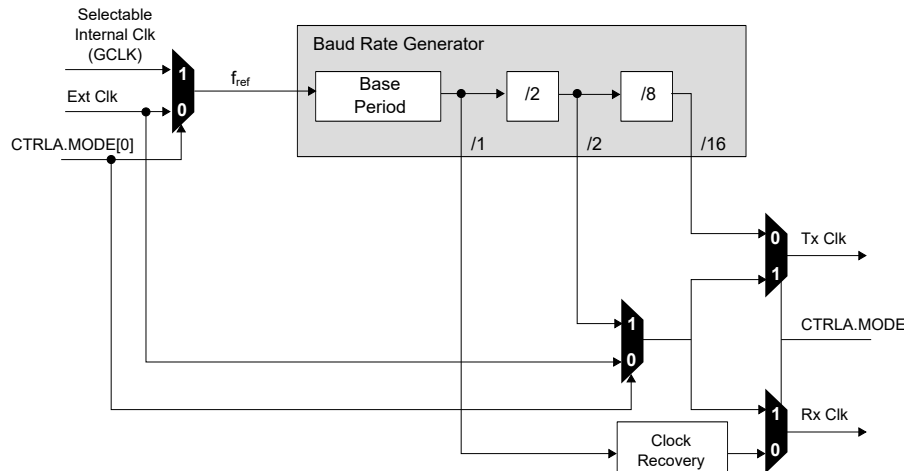 Selectable
Internal Clk
(GCLK)
Baud Rate Generator
1
0
fref
Base
Period
/2
/8
Ext Clk
CTRLA.MODE[0]
/1
/2
/16
0
1
Tx Clk
1
0
CTRLA.MODE
1
0
Rx Clk
Clock
Recovery